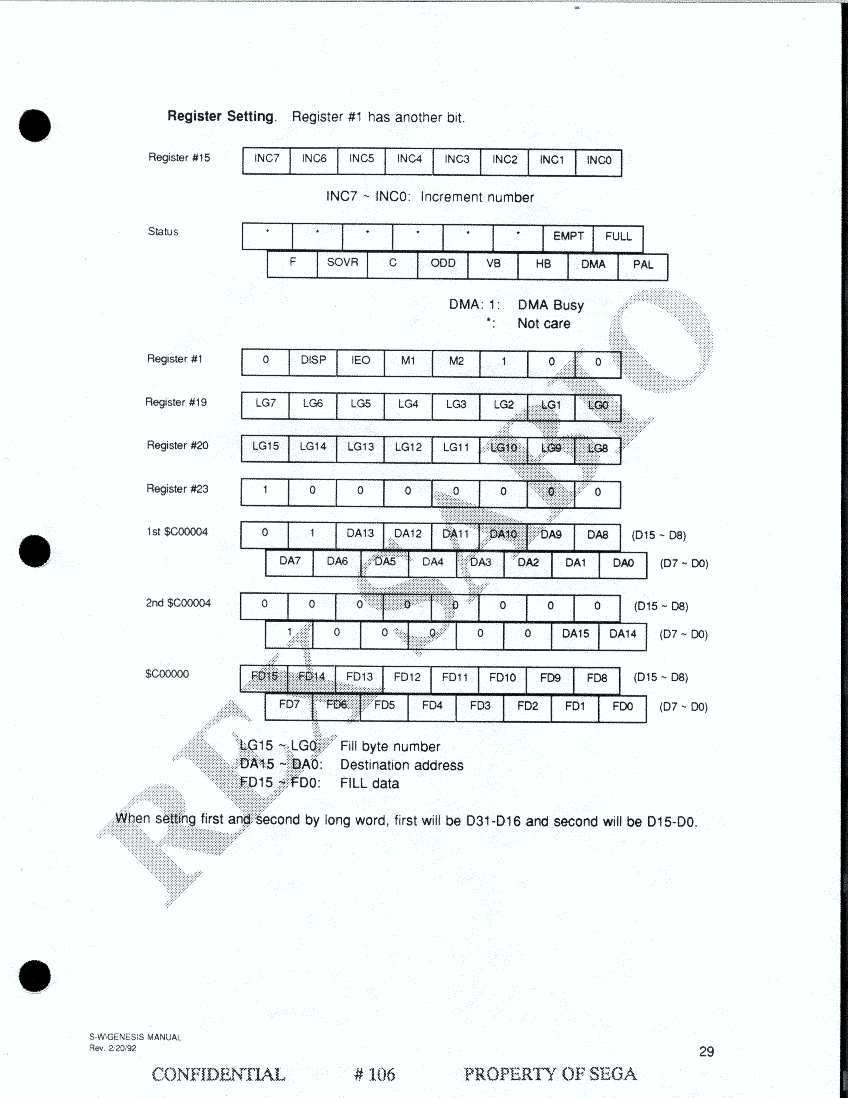 Register Setting. Register #1 has another bit.
Register #15 INC7 INC6 INC5 INC4 INC3 INC2 INC1 INC0
INC7 ~ INC0: Increment number
Status * * * * * * EMPT FULL
F SOVR C ODD VB HB DMA PAL
DMA: 1: DMA Busy
*: Not care
Register #1 0 DISP IEO M1 M2 1 0 0
Register #19 LG7 LG6 LG5 LG4 LG3 LG2 LG1 LG0
Register #20 LG15 LG14 LG13 LG12 LG11 LG10 LG9 LG8
Register #23 1 0 0 0 0 0 0 0
1st $C00004 0 1 DA13 DA12 DA11 DA10 DA9 DA8 (D15 ~ D8)
DA7 DA6 DA5 DA4 DA3 DA2 DA1 DA0 (D7 ~ D0)
2nd $C00004 0 0 0 0 0 0 0 0 (D15 ~ D8)
1 0 0 0 0 0 DA15 DA14 (D7 ~ D0)
$C00000 FD15 FD14 FD13 FD12 FD11 FD10 FD9 FD8 (D15 ~ D8)
FD7 FD6 FD5 FD4 FD3 FD2 FD1 FD0 (D7 ~ D0)
LG15 ~ LG0: Fill byte number
DA15 ~ DA0: Destination address
FD15 ~ FD0: FILL data
When setting first and second by long word, first will be D31-D16 and second will be D15-D0.
REX SABIO
S-W\GENESIS MANUAL
Rev. 2/20/92
29
CONFIDENTIAL # 106 PROPERTY OF SEGA